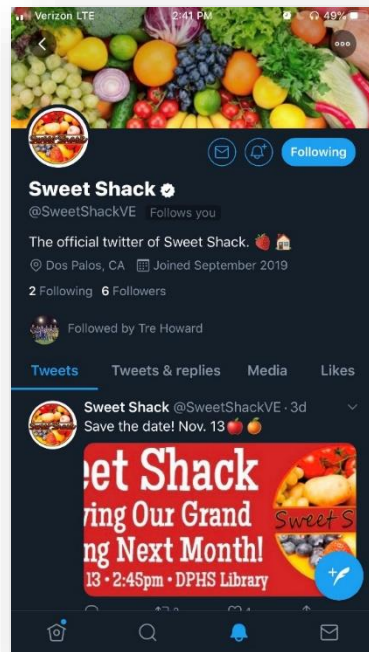 Verizon LTE 2:41 PM 49%
Following
Sweet Shack
@SweetShackVE Follows you
The official twitter of Sweet Shack. 🍓 🏠
Dos Palos, CA Joined September 2019
2 Following 6 Followers
Followed by Tre Howard
Tweets Tweets & replies Media Likes
Sweet Shack @SweetShackVE · 3d
Save the date! Nov. 13🍎🍊
eet Shack
ving Our Grand
ng Next Month!
13 • 2:45pm • DPHS Library
Sweet S